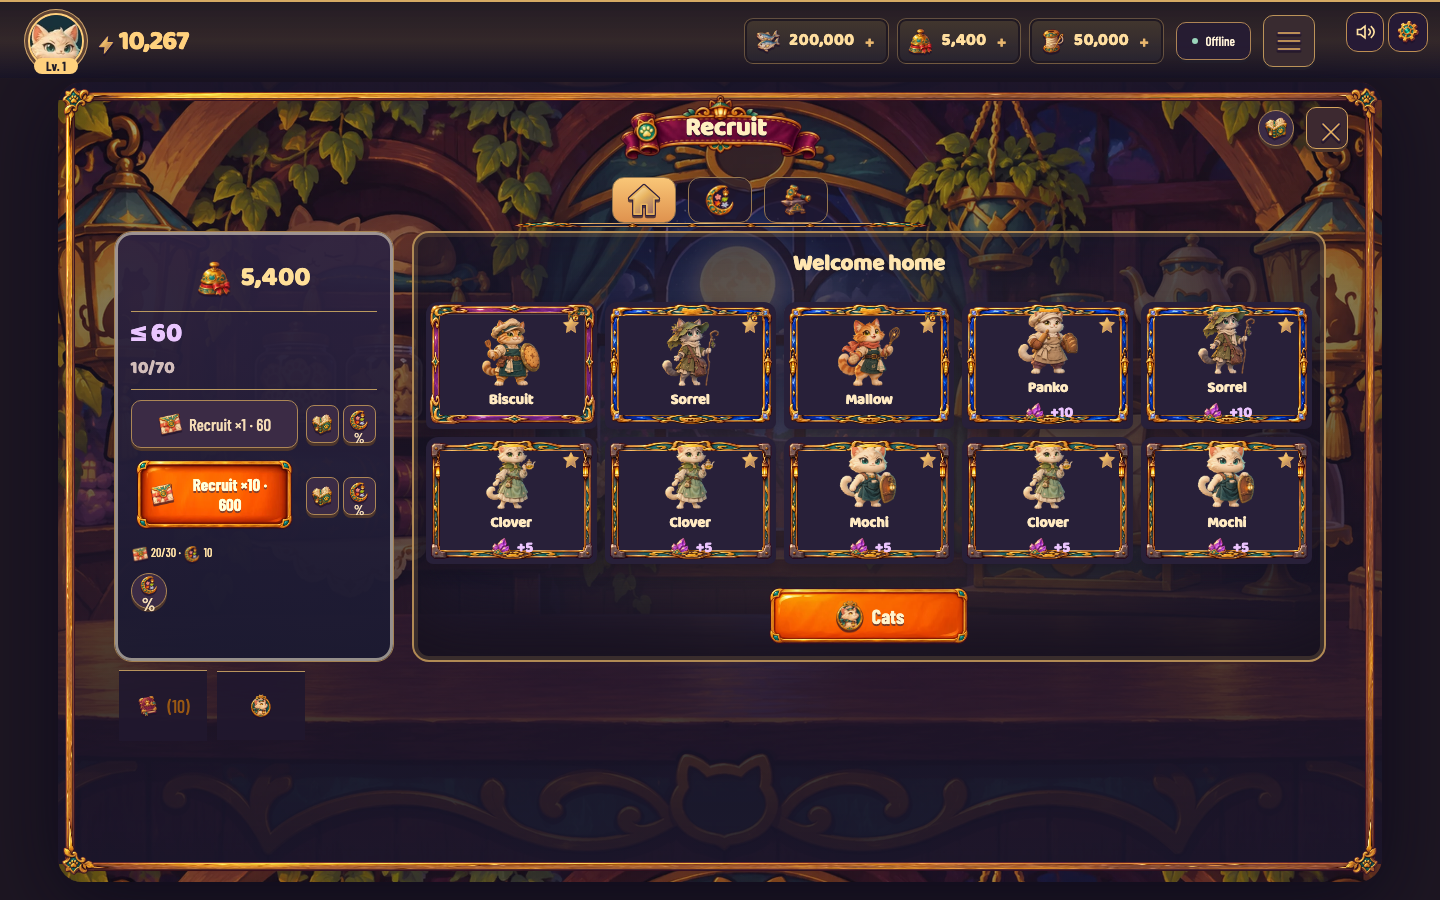 10,267
200,000 +
5,400 +
50,000 +
Offline
Lv. 1
Recruit
5,400
≤ 60
10/70
Recruit ×1 · 60
%
Recruit ×10 ·
600
%
20/30 · 10
%
(10)
Welcome home
Biscuit
Sorrel
Mallow
Panko
+10
Sorrel
+10
Clover
+5
Clover
+5
Mochi
+5
Clover
+5
Mochi
+5
Cats